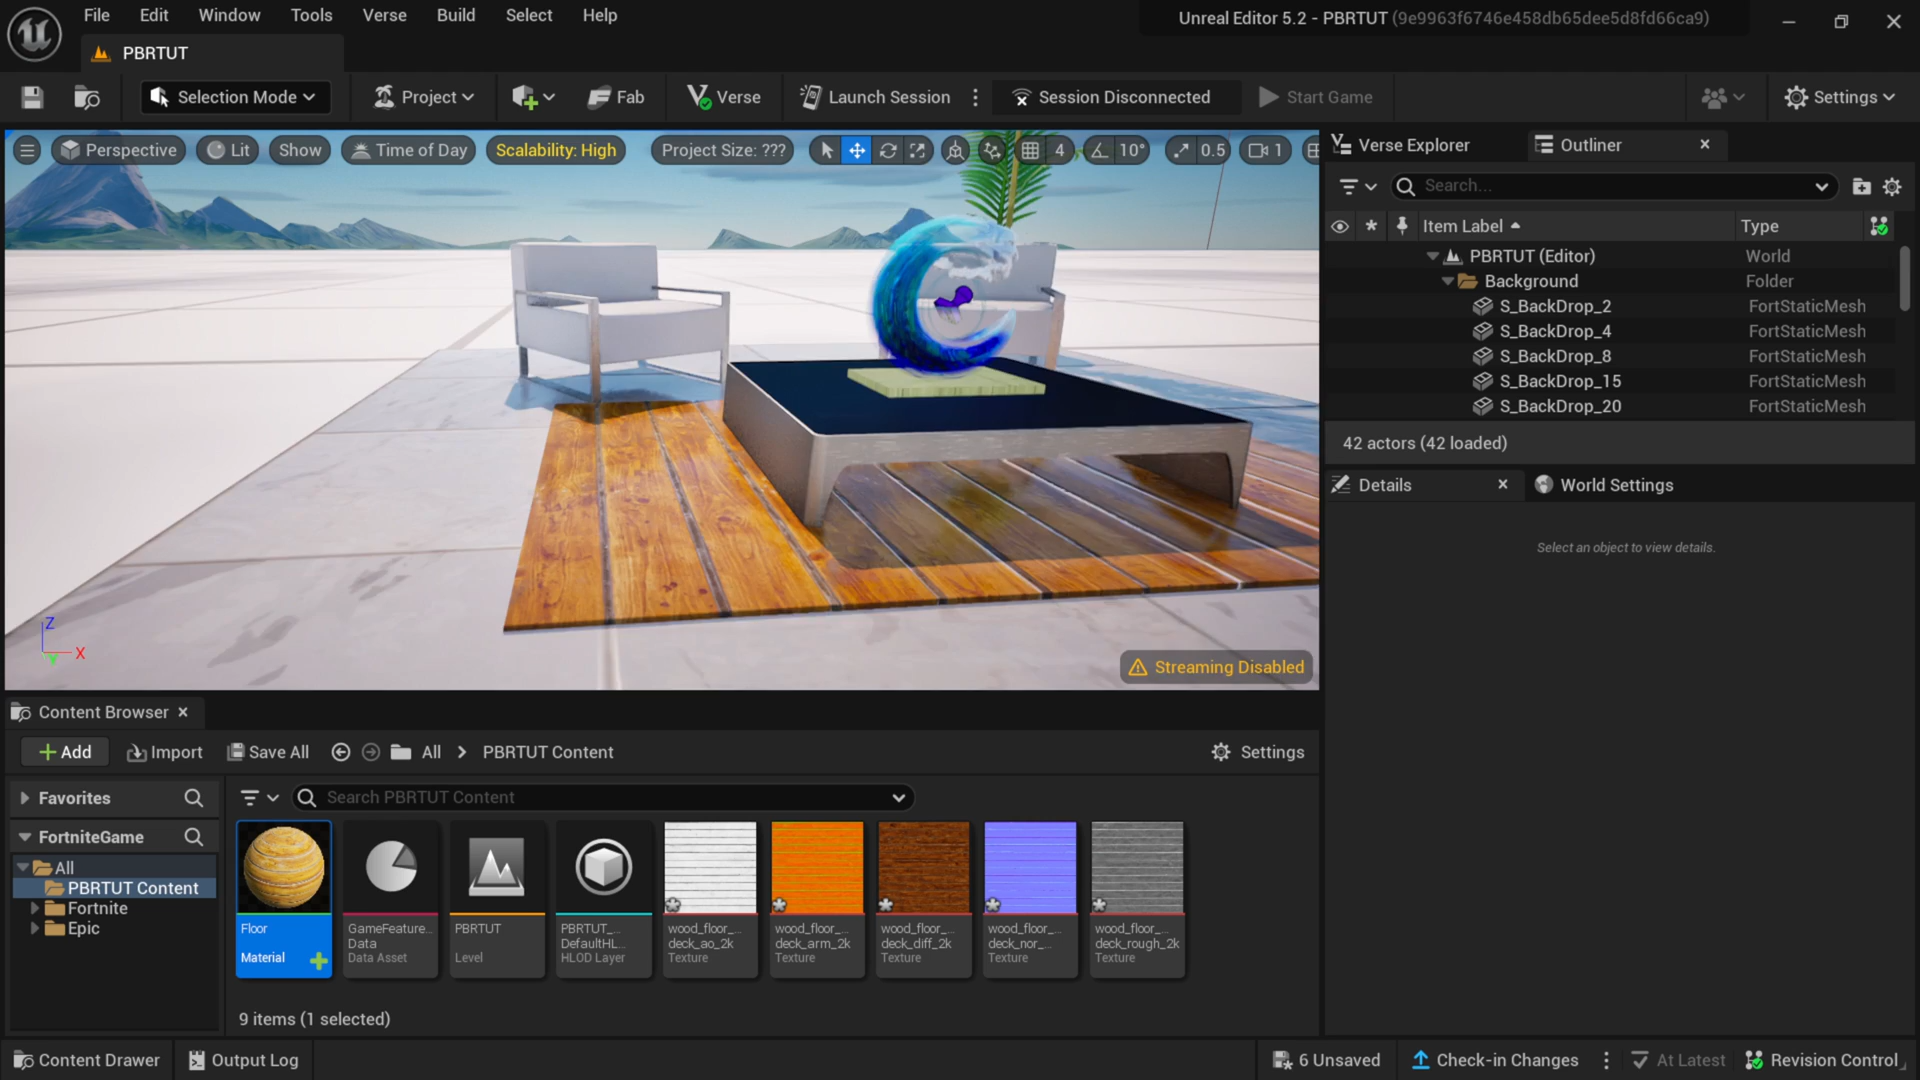 File Edit Window Tools Verse Build Select Help
Unreal Editor 5.2 - PBRTUT (9e9963f6746e458db65dee5d8fd66ca9)
PBRTUT
Selection Mode
Project
Fab
Verse
Launch Session
Session Disconnected
Start Game
Settings
Perspective
Lit
Show
Time of Day
Scalability: High
Project Size: ???
4
10°
0.5
1
Z
X
Streaming Disabled
Verse Explorer
Outliner
Search...
Item Label
Type
PBRTUT (Editor) World
Background Folder
S_BackDrop_2 FortStaticMesh
S_BackDrop_4 FortStaticMesh
S_BackDrop_8 FortStaticMesh
S_BackDrop_15 FortStaticMesh
S_BackDrop_20 FortStaticMesh
42 actors (42 loaded)
Details
World Settings
Select an object to view details.
Content Browser
Add
Import
Save All
All
PBRTUT Content
Settings
Favorites
FortniteGame
All
PBRTUT Content
Fortnite
Epic
Search PBRTUT Content
Floor
Material
GameFeature...
Data
Data Asset
PBRTUT
Level
PBRTUT_...
DefaultHL...
HLOD Layer
wood_floor_...
deck_ao_2k
Texture
wood_floor_...
deck_arm_2k
Texture
wood_floor_...
deck_diff_2k
Texture
wood_floor_...
deck_nor_...
Texture
wood_floor_...
deck_rough_2k
Texture
9 items (1 selected)
Content Drawer
Output Log
6 Unsaved
Check-in Changes
At Latest
Revision Control